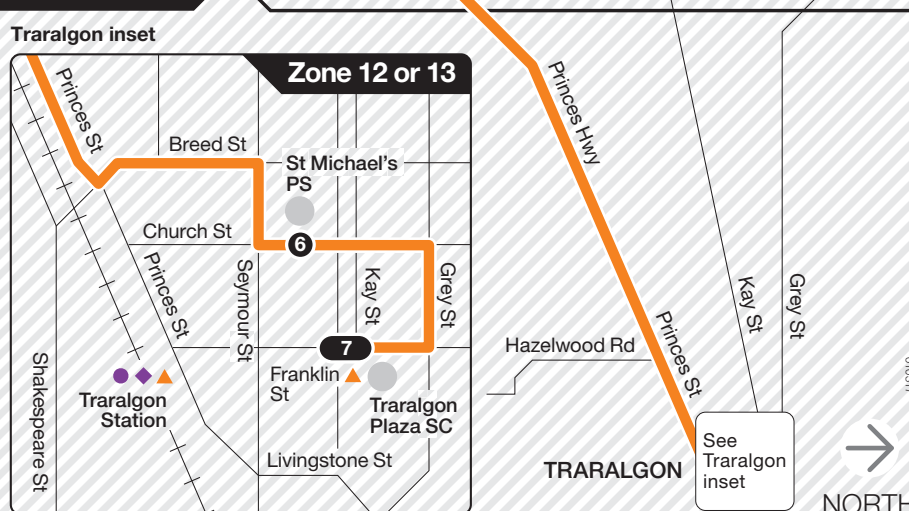 Traralgon inset
Zone 12 or 13
Princes St
Breed St
St Michael's
PS
Church St
6
Princes St
Seymour St
Kay St
Grey St
7
Franklin
St
Traralgon
Plaza SC
Traralgon
Station
Shakespeare St
Livingstone St
Princes Hwy
Kay St
Grey St
Princes St
Hazelwood Rd
TRARALGON
See
Traralgon
inset
NORTH